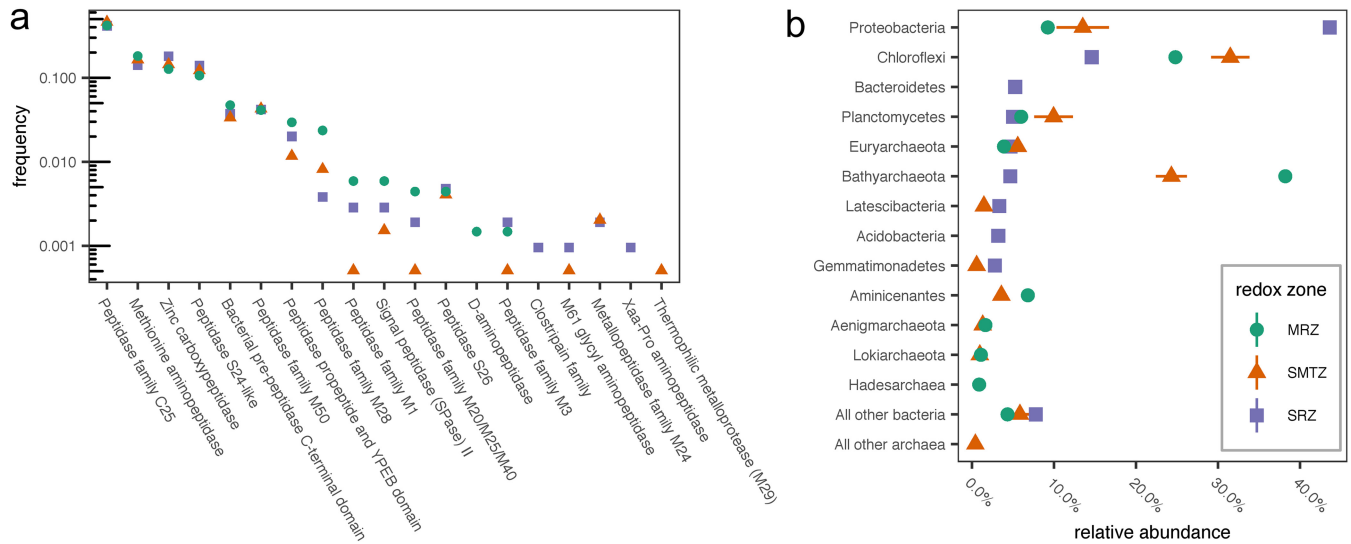 a
frequency
0.100
0.010
0.001
Peptidase family C25
Methionine aminopeptidase
Zinc carboxypeptidase
Peptidase S24-like
Bacterial pre-peptidase C-terminal domain
Peptidase family M50
Peptidase propeptide and YPEB domain
Peptidase family M28
Peptidase family M1
Signal peptidase (SPase) II
Peptidase family M20/M25/M40
Peptidase S26
D-aminopeptidase
Peptidase family M3
Clostripain family
M61 glycyl aminopeptidase
Metallopeptidase family M24
Xaa-Pro aminopeptidase
Thermophilic metalloprotease (M29)
b
Proteobacteria
Chloroflexi
Bacteroidetes
Planctomycetes
Euryarchaeota
Bathyarchaeota
Latescibacteria
Acidobacteria
Gemmatimonadetes
Aminicenantes
Aenigmarchaeota
Lokiarchaeota
Hadesarchaea
All other bacteria
All other archaea
0.0%
10.0%
20.0%
30.0%
40.0%
relative abundance
redox zone
MRZ
SMTZ
SRZ